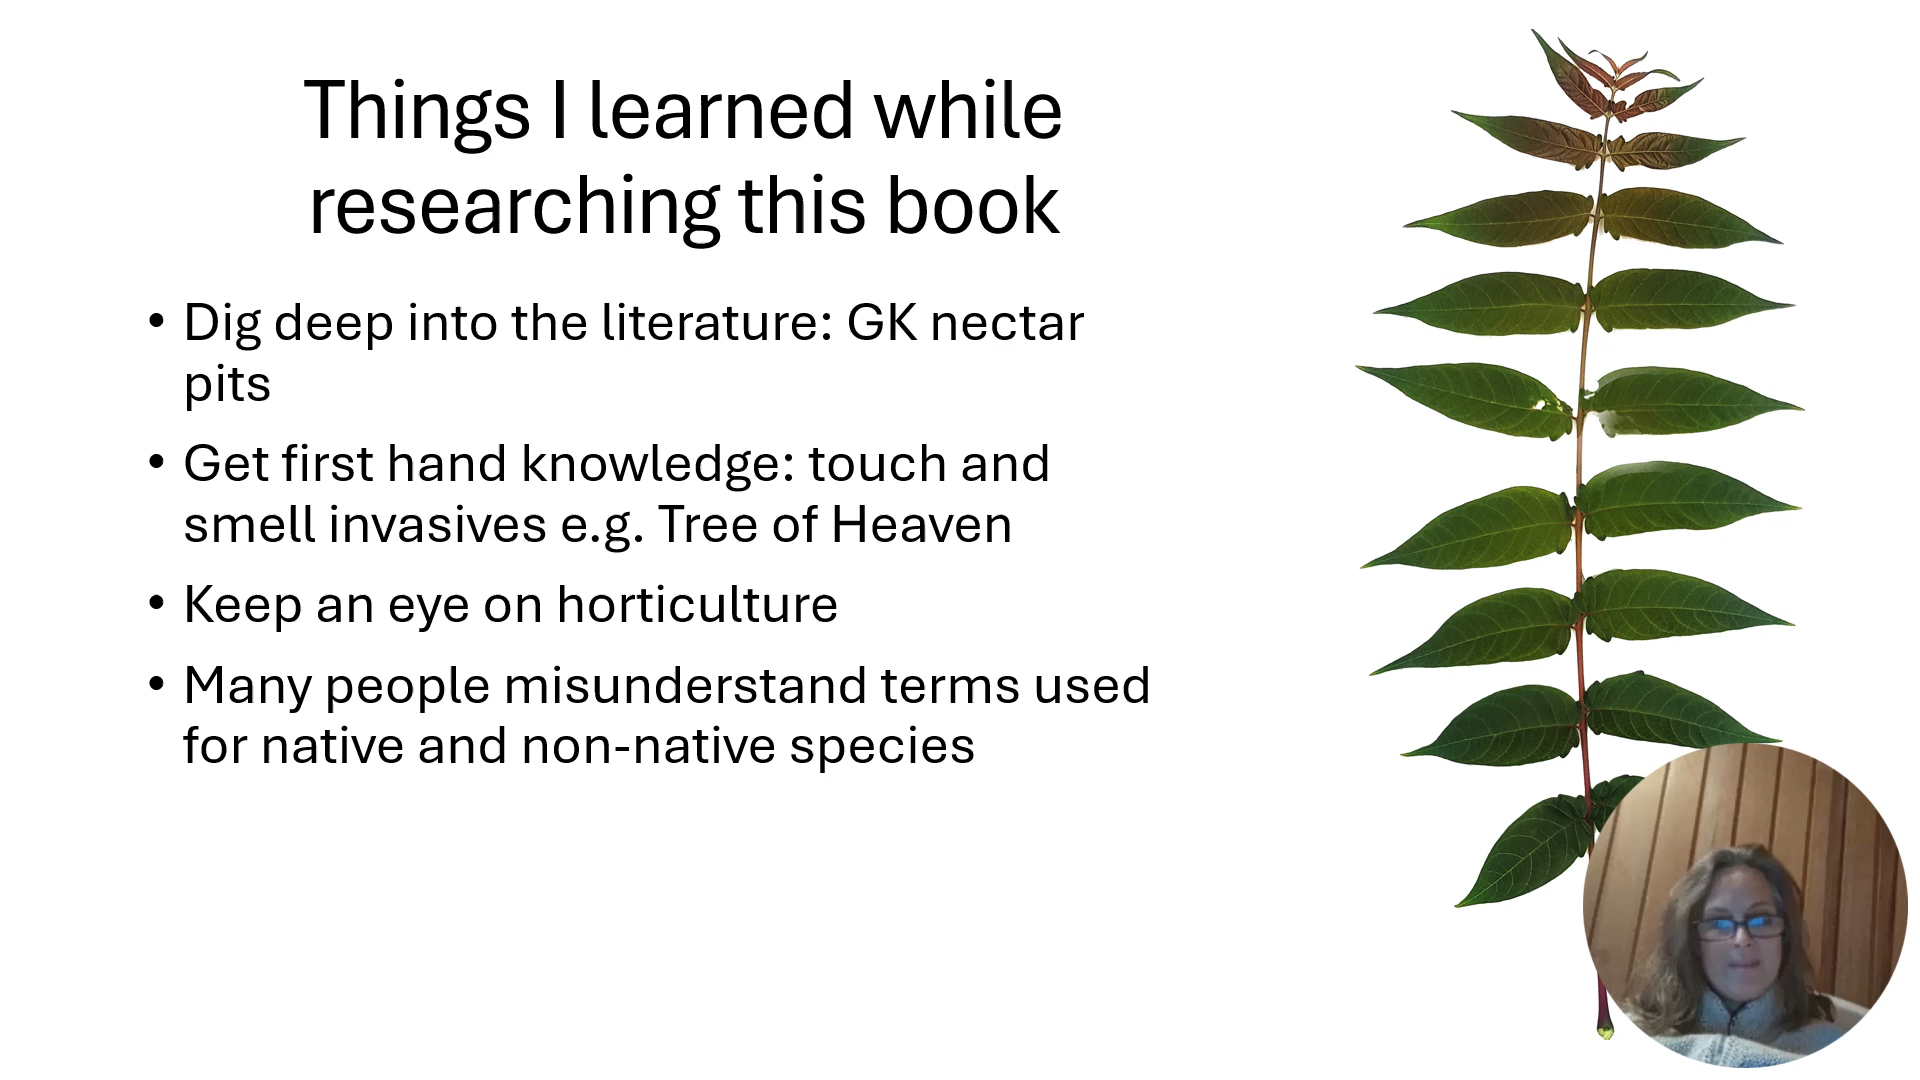 Things I learned while
researching this book
• Dig deep into the literature: GK nectar
pits
• Get first hand knowledge: touch and
smell invasives e.g. Tree of Heaven
• Keep an eye on horticulture
• Many people misunderstand terms used
for native and non-native species